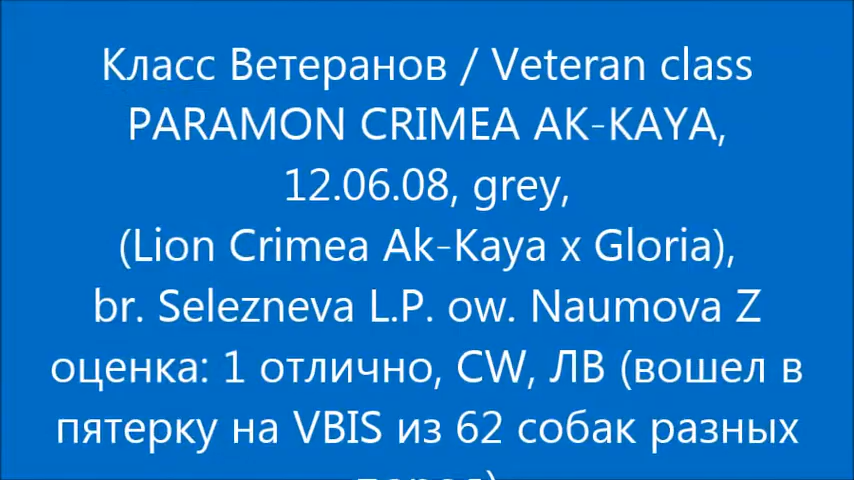 Класс Ветеранов / Veteran class
PARAMON CRIMEA AK-KAYA,
12.06.08, grey,
(Lion Crimea Ak-Kaya x Gloria),
br. Selezneva L.P. ow. Naumova Z
оценка: 1 отлично, CW, ЛВ (вошел в
пятерку на VBIS из 62 собак разных